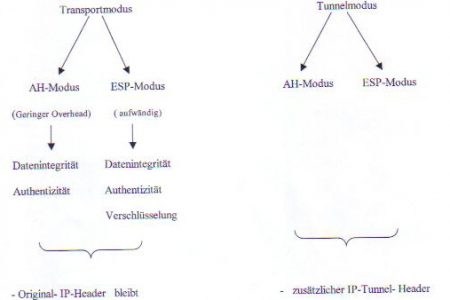 Transportmodus
Tunnelmodus
AH-Modus
ESP-Modus
AH-Modus
ESP-Modus
(Geringer Overhead)
( aufwändig)
Datenintegrität
Datenintegrität
Authentizität
Authentizität
Verschlüsselung
- Original- IP-Header bleibt
- zusätzlicher IP-Tunnel- Header